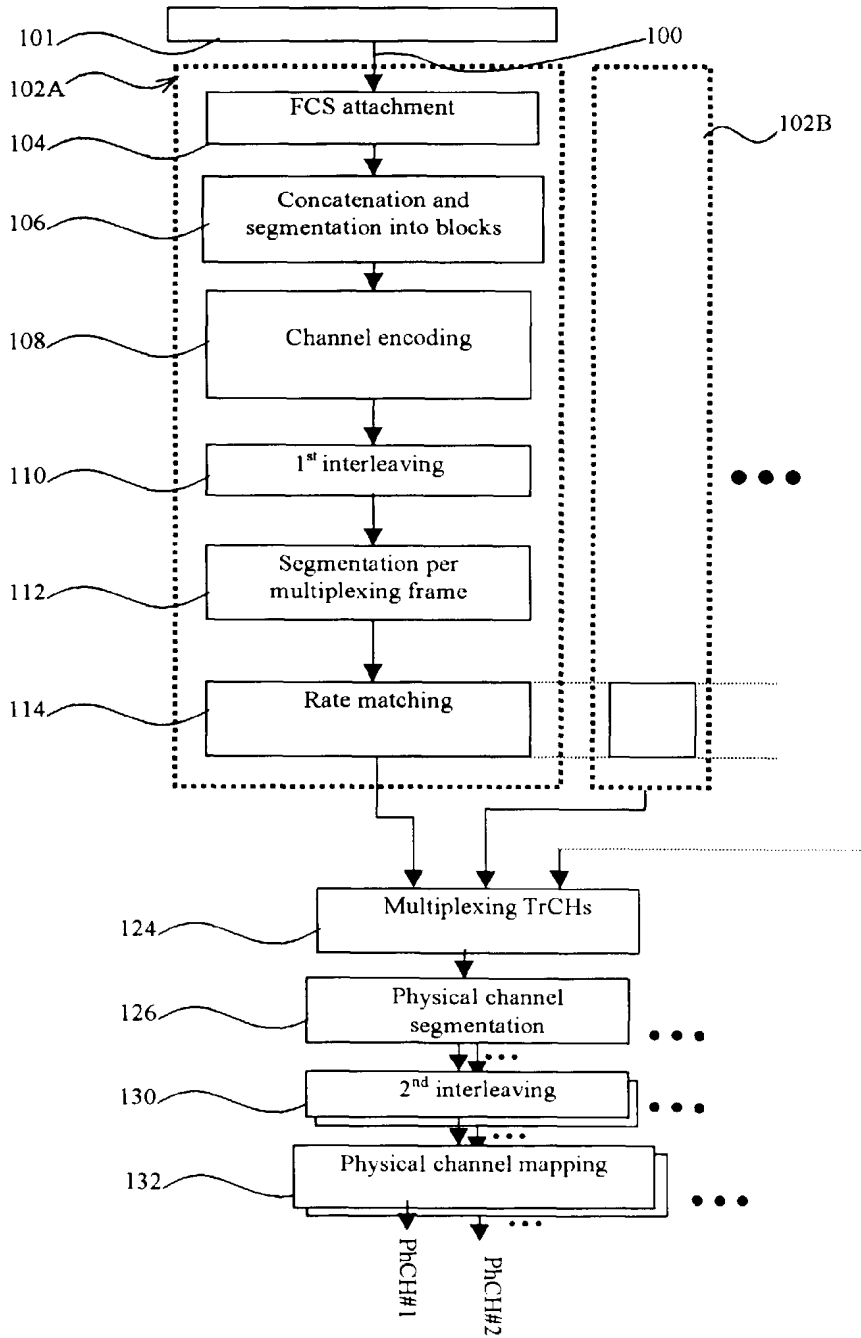 101
100
102A
FCS attachment
102B
104
Concatenation and
segmentation into blocks
106
Channel encoding
108
1st interleaving
110
Segmentation per
multiplexing frame
112
Rate matching
114
Multiplexing TrCHs
124
Physical channel
segmentation
126
2nd interleaving
130
Physical channel mapping
132
PhCH#1
PhCH#2